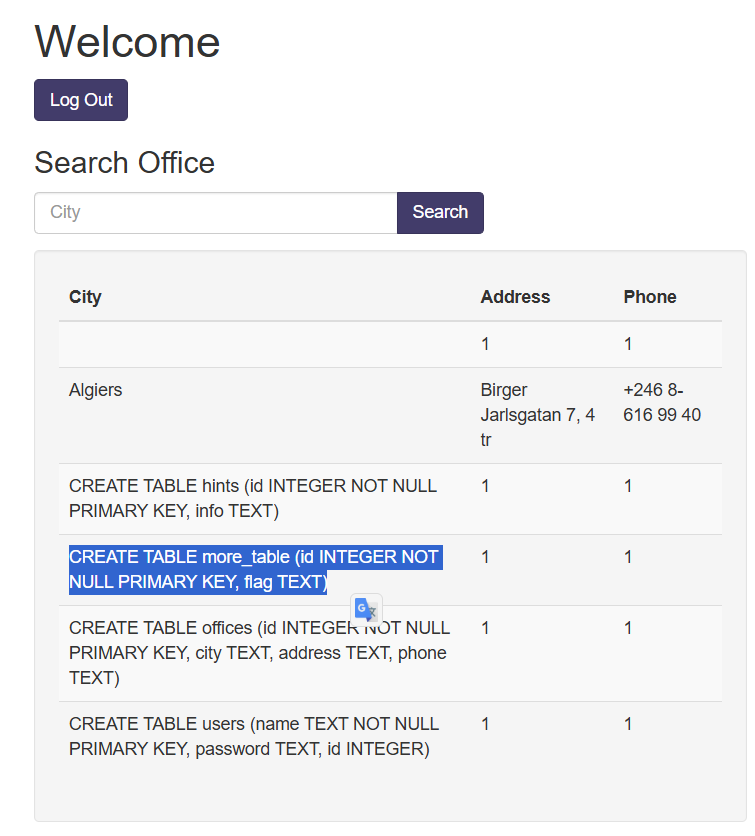 Welcome
Log Out
Search Office
City
Search
City Address Phone
1 1
Algiers Birger +246 8-
Jarlsgatan 7, 4 616 99 40
tr
CREATE TABLE hints (id INTEGER NOT NULL 1 1
PRIMARY KEY, info TEXT)
CREATE TABLE more_table (id INTEGER NOT 1 1
NULL PRIMARY KEY, flag TEXT)
CREATE TABLE offices (id INTEGER NOT NULL 1 1
PRIMARY KEY, city TEXT, address TEXT, phone
TEXT)
CREATE TABLE users (name TEXT NOT NULL 1 1
PRIMARY KEY, password TEXT, id INTEGER)